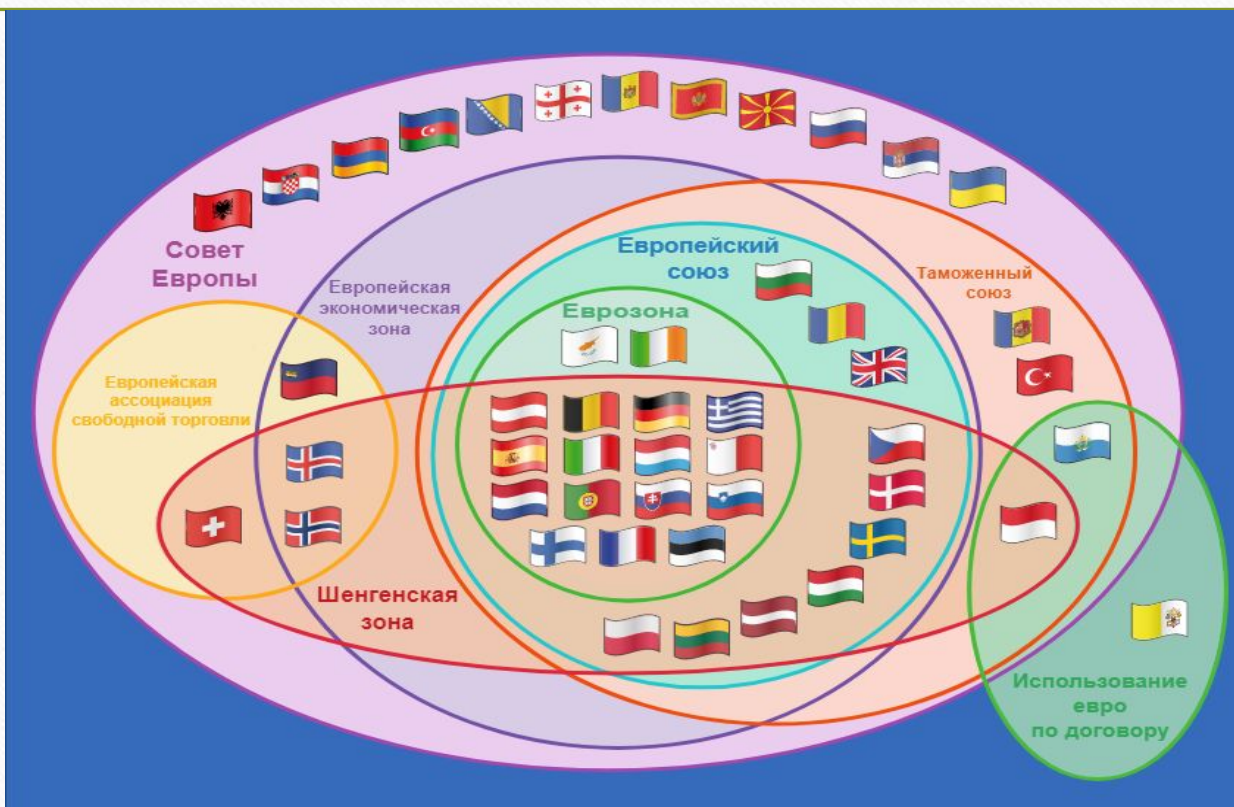 Совет
Европы
Европейская
экономическая
зона
Европейский
союз
Таможенный
союз
Еврозона
Европейская
ассоциация
свободной торговли
Шенгенская
зона
Использование
евро
по договору